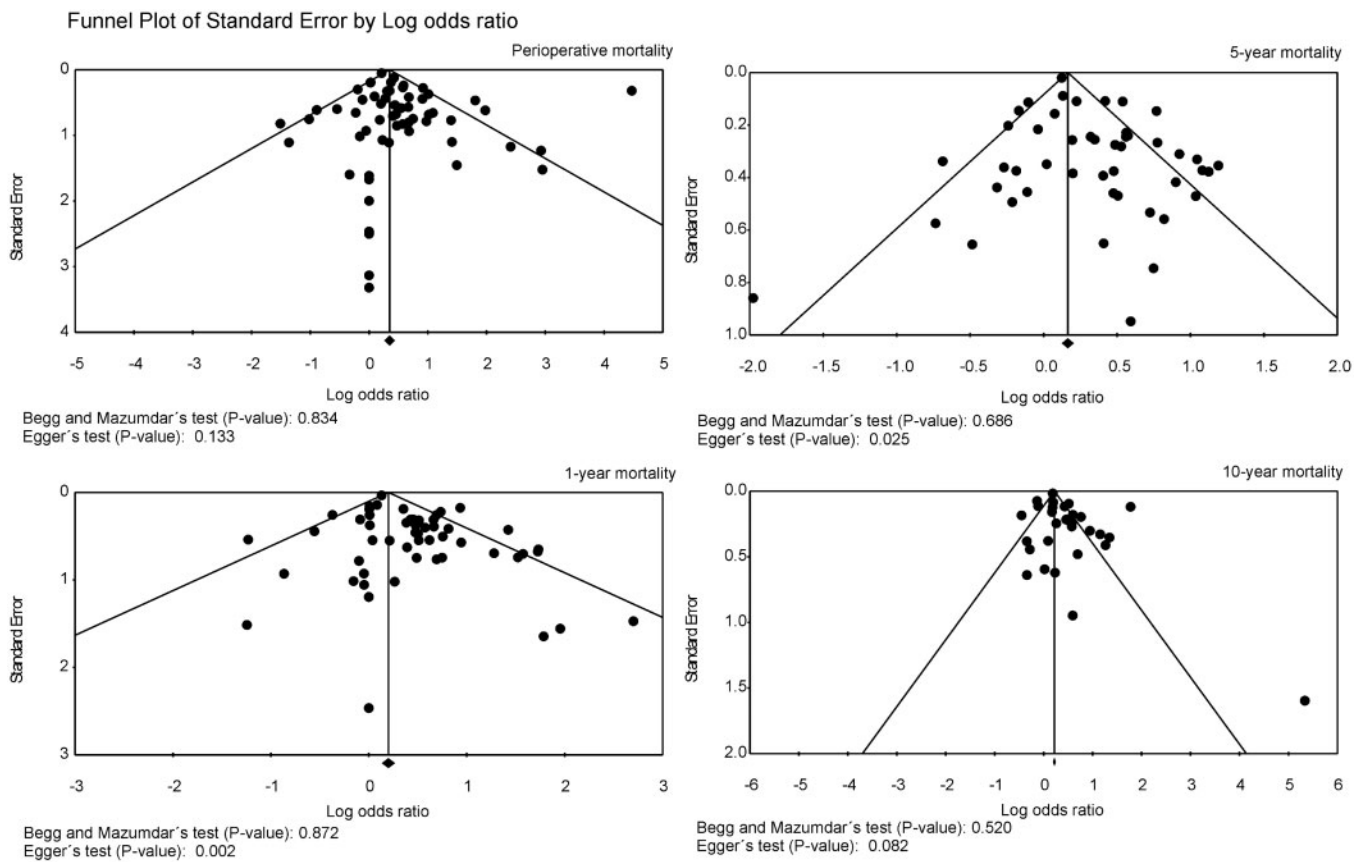 Funnel Plot of Standard Error by Log odds ratio
Perioperative mortality
0
1
2
3
4
Standard Error
-5 -4 -3 -2 -1 0 1 2 3 4 5
Log odds ratio
Begg and Mazumdar´s test (P-value): 0.834
Egger´s test (P-value): 0.133
5-year mortality
0.0
0.2
0.4
0.6
0.8
1.0
Standard Error
-2.0 -1.5 -1.0 -0.5 0.0 0.5 1.0 1.5 2.0
Log odds ratio
Begg and Mazumdar´s test (P-value): 0.686
Egger´s test (P-value): 0.025
1-year mortality
0
1
2
3
Standard Error
-3 -2 -1 0 1 2 3
Log odds ratio
Begg and Mazumdar´s test (P-value): 0.872
Egger´s test (P-value): 0.002
10-year mortality
0.0
0.5
1.0
1.5
2.0
Standard Error
-6 -5 -4 -3 -2 -1 0 1 2 3 4 5 6
Log odds ratio
Begg and Mazumdar´s test (P-value): 0.520
Egger´s test (P-value): 0.082